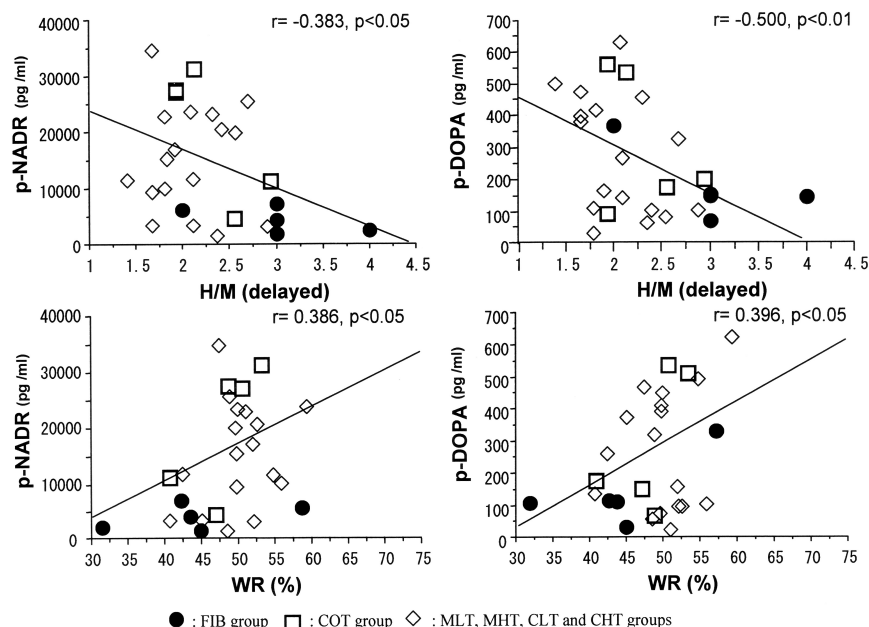 r= -0.383, p<0.05
40000
30000
20000
10000
0
p-NADR (pg /ml)
1 1.5 2 2.5 3 3.5 4 4.5
H/M (delayed)
r= -0.500, p<0.01
700
600
500
400
300
200
100
0
p-DOPA (pg /ml)
1 1.5 2 2.5 3 3.5 4 4.5
H/M (delayed)
r= 0.386, p<0.05
40000
30000
20000
10000
0
p-NADR (pg /ml)
30 35 40 45 50 55 60 65 70 75
WR (%)
r= 0.396, p<0.05
700
600
500
400
300
200
100
0
p-DOPA (pg /ml)
30 35 40 45 50 55 60 65 70 75
WR (%)
: FIB group : COT group : MLT, MHT, CLT and CHT groups